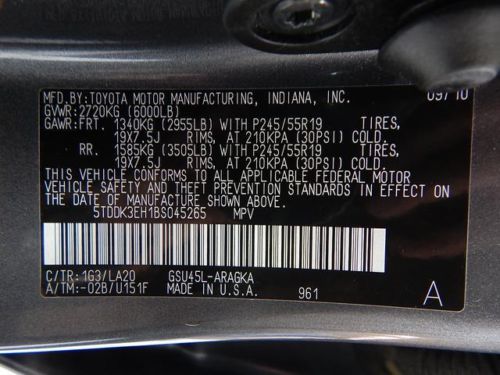 MFD.BY:TOYOTA MOTOR MANUFACTURING, INDIANA, INC. 09/10
GVWR:2720KG (6000LB)
GAWR:FRT. 1340KG (2955LB) WITH P245/55R19 TIRES,
19X7.5J RIMS, AT 210KPA (30PSI) COLD.
RR. 1585KG (3505LB) WITH P245/55R19 TIRES,
19X7.5J RIMS, AT 210KPA (30PSI) COLD.
THIS VEHICLE CONFORMS TO ALL APPLICABLE FEDERAL MOTOR
VEHICLE SAFETY AND THEFT PREVENTION STANDARDS IN EFFECT ON
THE DATE OF MANUFACTURE SHOWN ABOVE.
5TDDK3EH1BS045265 MPV
C/TR:1G3/LA20 GSU45L-ARAGKA
A/TM:-02B/U151F MADE IN U.S.A. 961 A